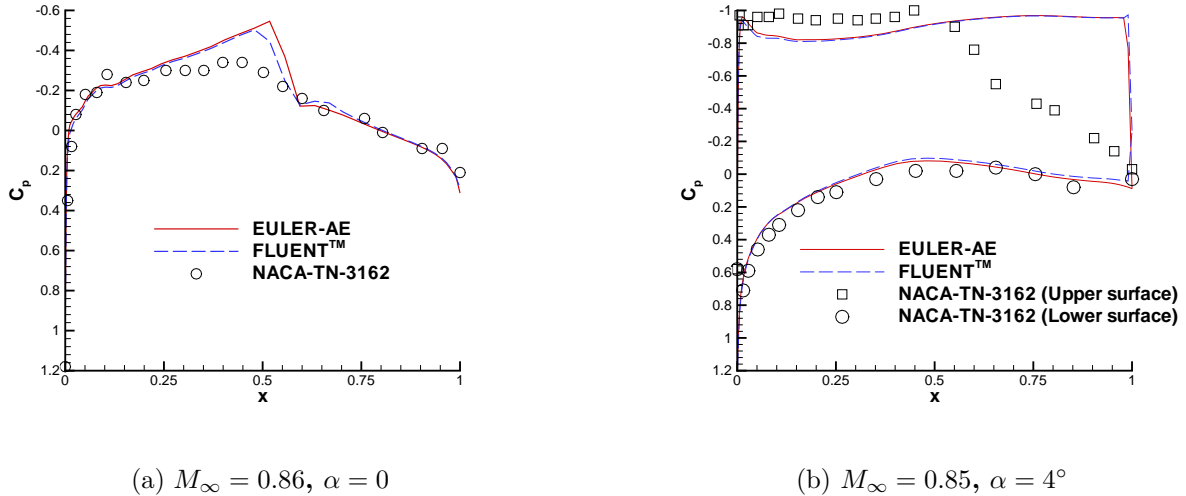 -0.6
-0.4
-0.2
0
0.2
0.4
0.6
0.8
1
1.2
Cp
0
0.25
0.5
0.75
1
x
EULER-AE
FLUENT™
NACA-TN-3162
-1
-0.8
-0.6
-0.4
-0.2
0
0.2
0.4
0.6
0.8
1
1.2
Cp
0
0.25
0.5
0.75
1
x
EULER-AE
FLUENT™
NACA-TN-3162 (Upper surface)
NACA-TN-3162 (Lower surface)
(a) M∞ = 0.86, α = 0
(b) M∞ = 0.85, α = 4°